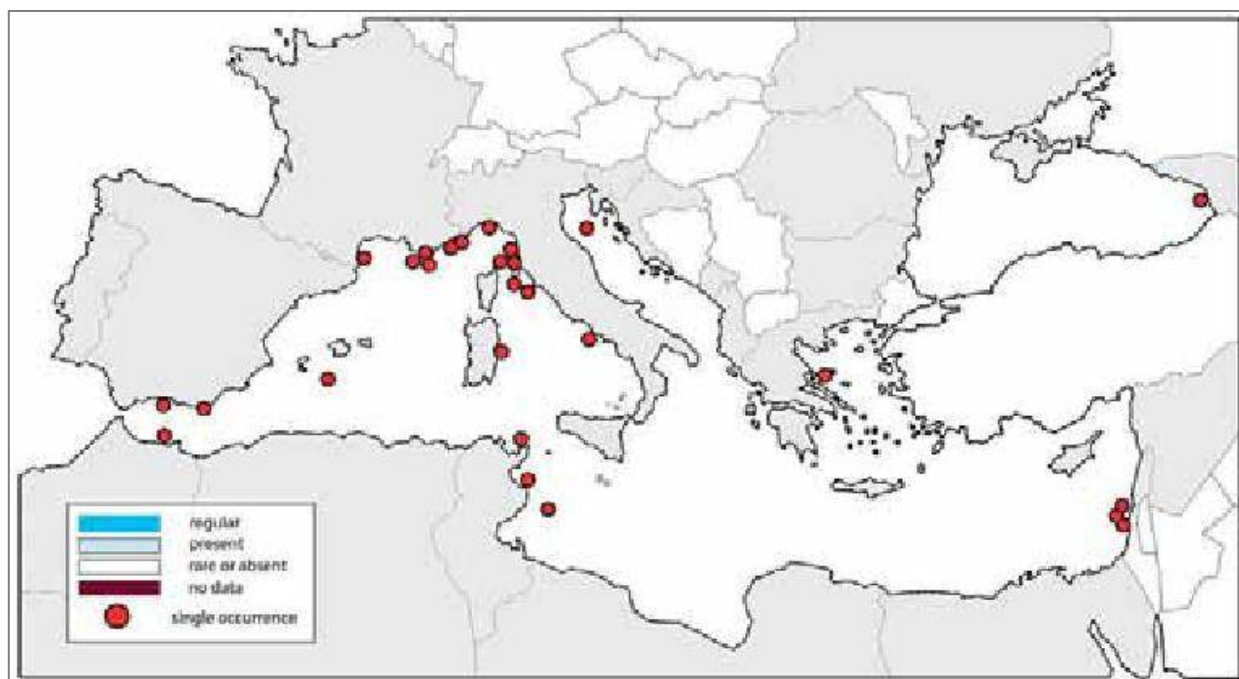 regular
present
rare or absent
no data
single occurrence